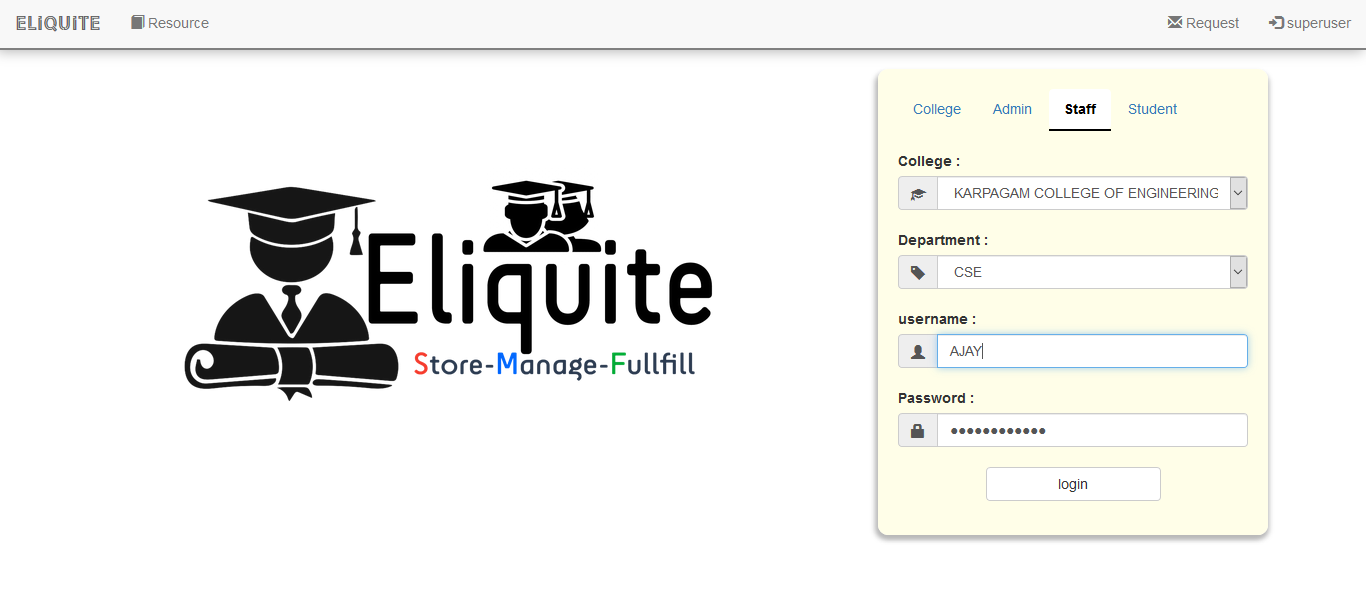 ELiQUiTE Resource Request superuser
College Admin Staff Student
College :
KARPAGAM COLLEGE OF ENGINEERING
Department :
CSE
username :
AJAY
Password :
••••••••••••
login
Eliquite
Store-Manage-Fullfill